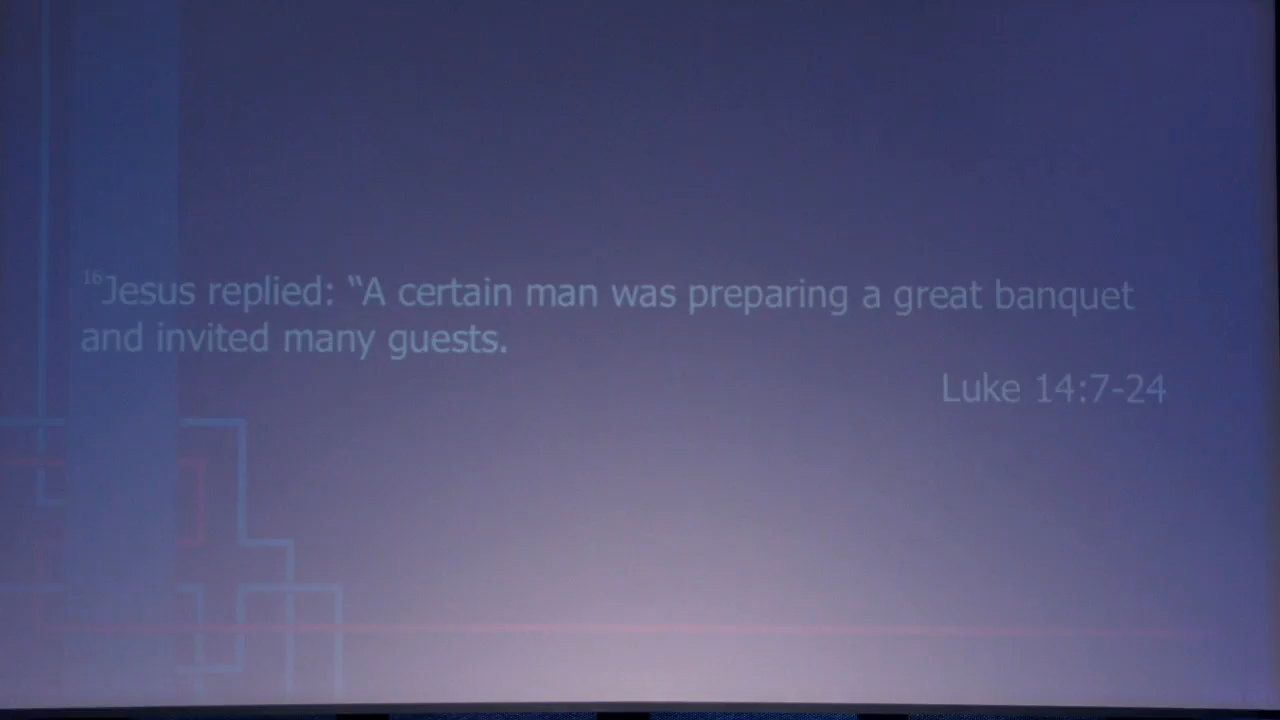 16Jesus replied: “A certain man was preparing a great banquet
and invited many guests.
Luke 14:7-24